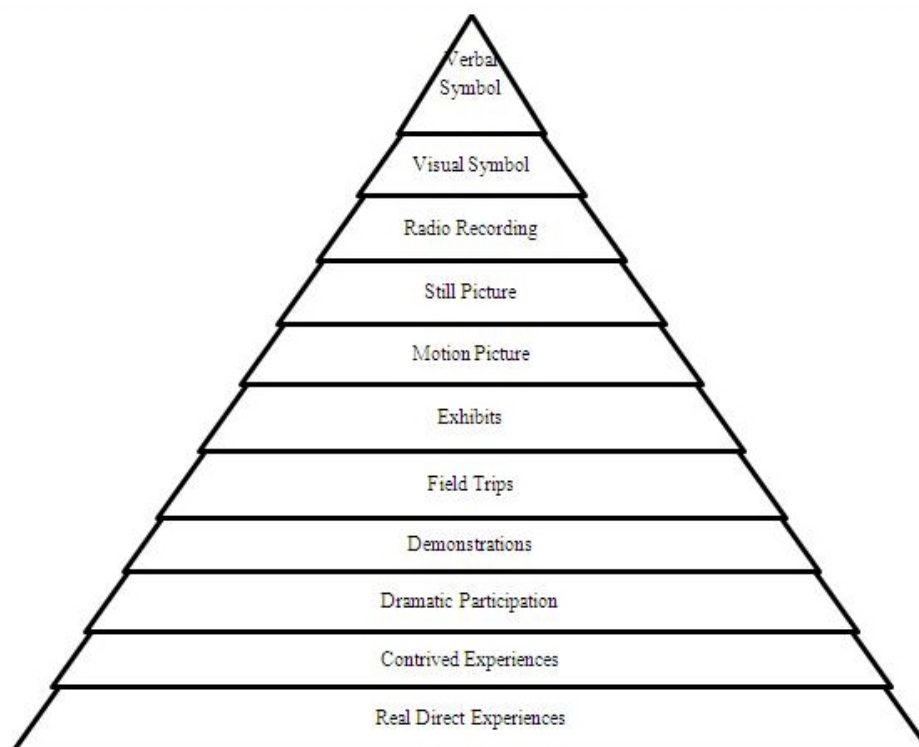 Verbal
Symbol
Visual Symbol
Radio Recording
Still Picture
Motion Picture
Exhibits
Field Trips
Demonstrations
Dramatic Participation
Contrived Experiences
Real Direct Experiences